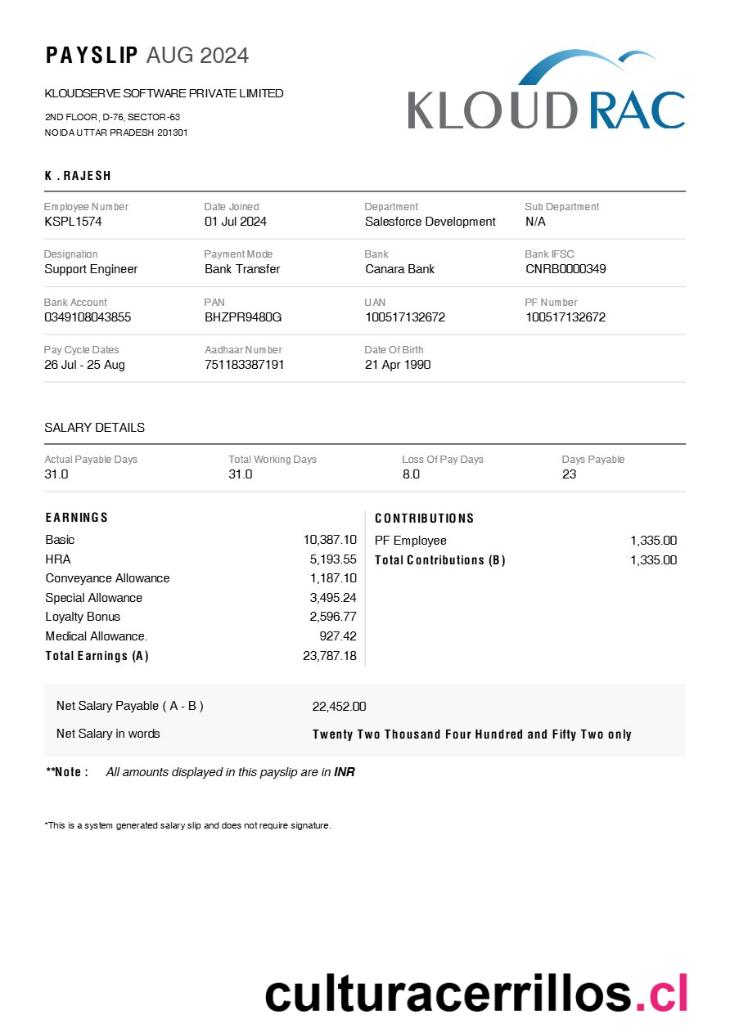 PAYSLIP AUG 2024
KLOUDRAC
KLOUDSERVE SOFTWARE PRIVATE LIMITED
2ND FLOOR, D-76, SECTOR-63
NOIDA UTTAR PRADESH 201301
K . RAJESH
Employee Number Date Joined Department Sub Department
KSPL1574 01 Jul 2024 Salesforce Development N/A
Designation Payment Mode Bank Bank IFSC
Support Engineer Bank Transfer Canara Bank CNRB0000349
Bank Account PAN UAN PF Number
0349108043855 BHZPR9480G 100517132672 100517132672
Pay Cycle Dates Aadhaar Number Date Of Birth
26 Jul - 25 Aug 751183387191 21 Apr 1990
SALARY DETAILS
Actual Payable Days Total Working Days Loss Of Pay Days Days Payable
31.0 31.0 8.0 23
EARNINGS
Basic 10,387.10
HRA 5,193.55
Conveyance Allowance 1,187.10
Special Allowance 3,495.24
Loyalty Bonus 2,596.77
Medical Allowance. 927.42
Total Earnings (A) 23,787.18
CONTRIBUTIONS
PF Employee 1,335.00
Total Contributions (B) 1,335.00
Net Salary Payable ( A - B ) 22,452.00
Net Salary in words Twenty Two Thousand Four Hundred and Fifty Two only
**Note : All amounts displayed in this payslip are in INR
*This is a system generated salary slip and does not require signature.
culturacerrillos.cl